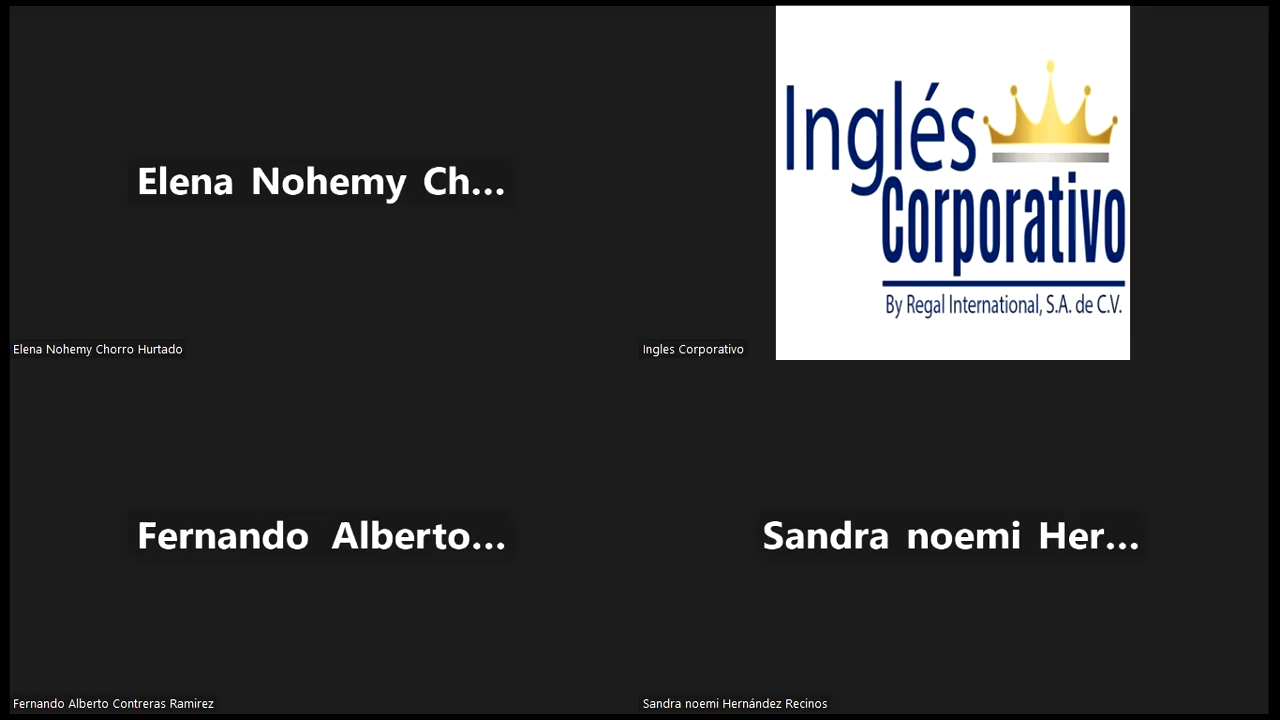 Elena Nohemy Ch...
Elena Nohemy Chorro Hurtado
Inglés
Corporativo
By Regal International, S.A. de C.V.
Ingles Corporativo
Fernando Alberto...
Fernando Alberto Contreras Ramirez
Sandra noemi Her...
Sandra noemi Hernández Recinos